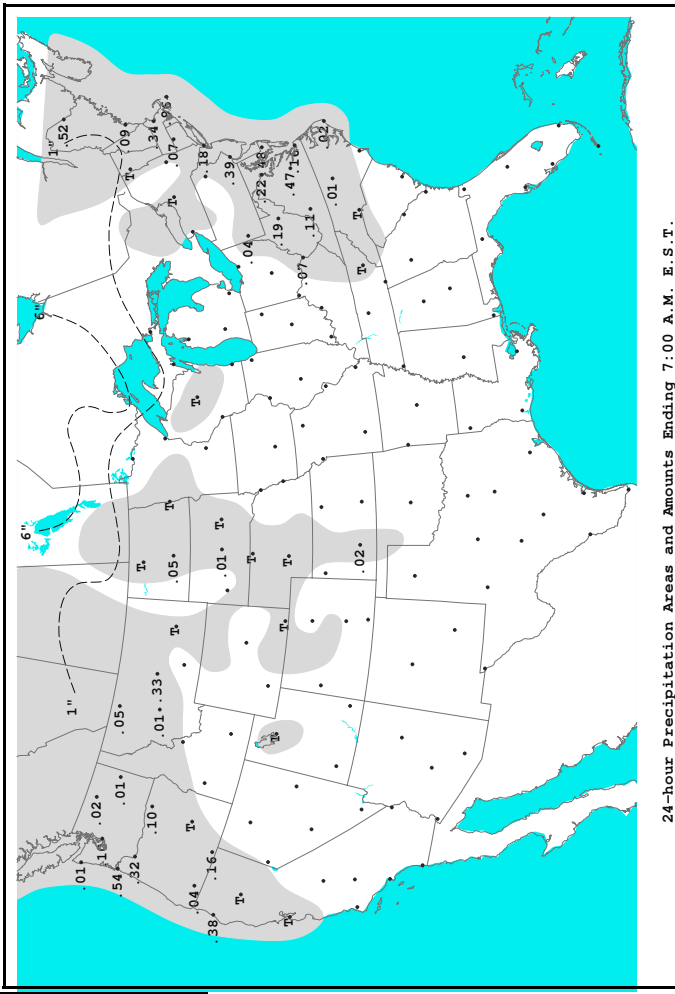 6"
6"
1"
.52
1"
.01
.02
.10
.54
.05
.01
.09
T
.32
T
.10
.34
.01
.33
.96
T
.05
.07
T
T
T
.04
T
.18
.16
.38
T
.01
.39
T
.04
T
.22
.48
T
.19
T
T
T
.47
.16
.07
.11
.02
.01
T
.02
T
24-hour Precipitation Areas and Amounts Ending 7:00 A.M. E.S.T.